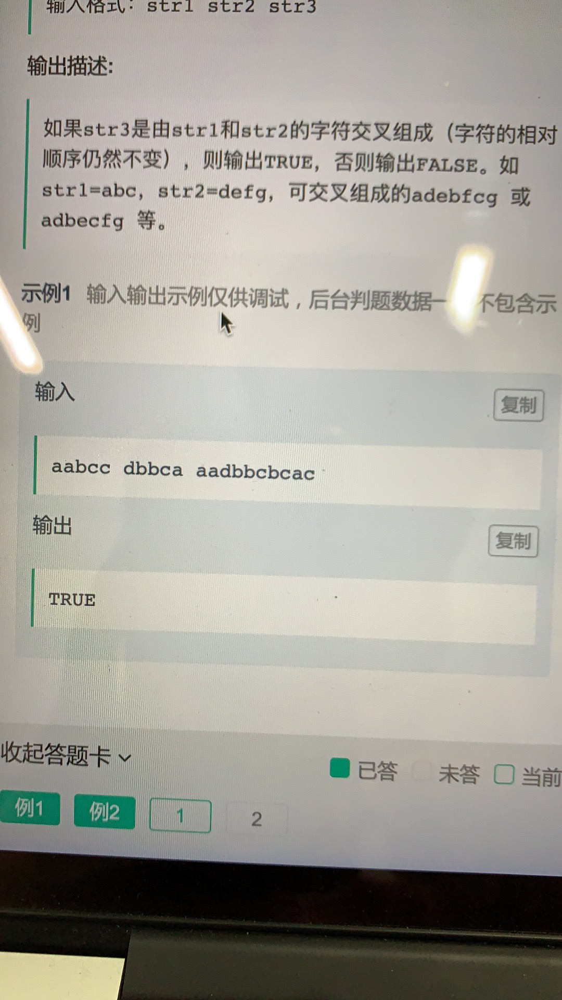 输入格式：str1 str2 str3
输出描述:
如果str3是由str1和str2的字符交叉组成（字符的相对
顺序仍然不变），则输出TRUE，否则输出FALSE。如
str1=abc，str2=defg，可交叉组成的adebfcg 或
adbecfg 等。
示例1 输入输出示例仅供调试，后台判题数据一 不包含示
例
输入
复制
aabcc dbbca aadbbcbcac
输出
复制
TRUE
收起答题卡
已答 未答 当前
例1 例2 1 2